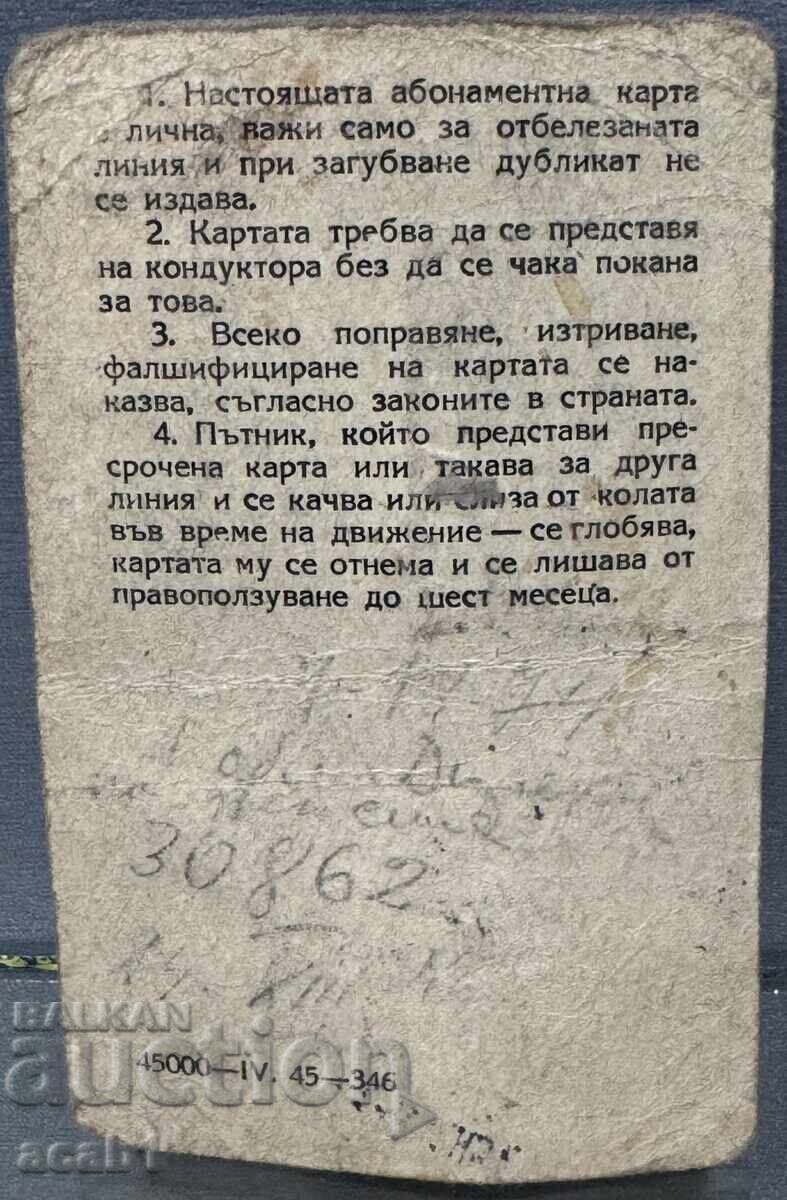 1. Настоящата абонаментна карта
е лична, важи само за отбелезаната
линия и при загубване дубликат не
се издава.
2. Картата требва да се представя
на кондуктора без да се чака покана
за това.
3. Всеко поправяне, изтриване,
фалшифициране на картата се на-
казва, съгласно законите в страната.
4. Пътник, който представи пре-
срочена карта или такава за друга
линия и се качва или слиза от колата
във време на движение — се глобява,
картата му се отнема и се лишава от
правоползуване до шест месеца.
30862
BALKAN
auction
45000—IV. 45—346
acab1